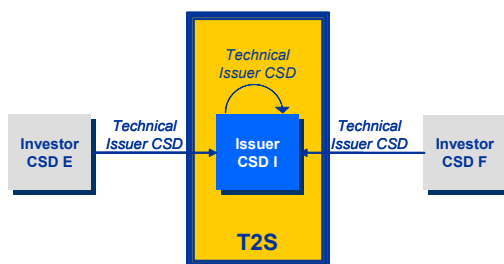 Technical
Issuer CSD
Technical
Issuer CSD
Technical
Issuer CSD
Investor
CSD E
Issuer
CSD I
Investor
CSD F
T2S